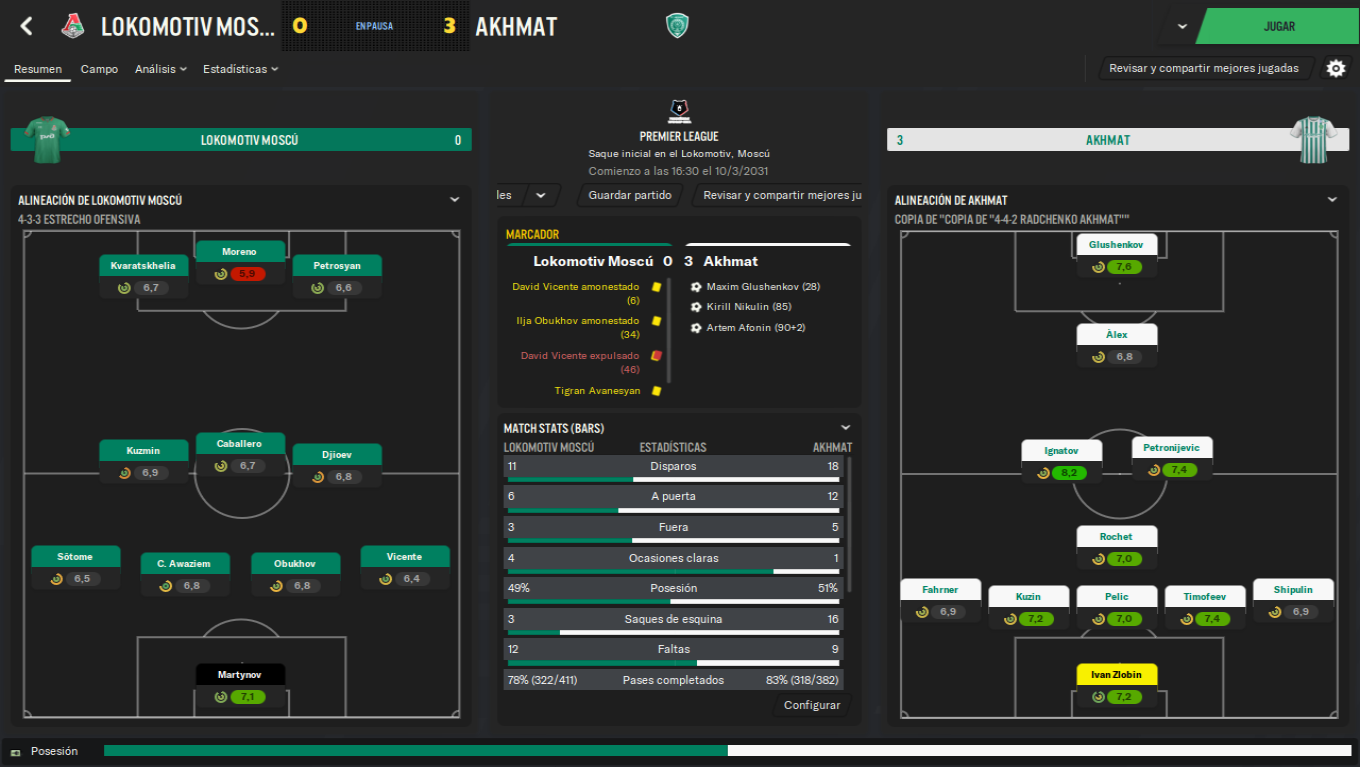 LOKOMOTIV MOS...
0
EN PAUSA
3
AKHMAT
JUGAR
Resumen
Campo
Análisis
Estadísticas
Revisar y compartir mejores jugadas
LOKOMOTIV MOSCÚ
0
PREMIER LEAGUE
Saque inicial en el Lokomotiv, Moscú
Comienzo a las 16:30 el 10/3/2031
3
AKHMAT
les
Guardar partido
Revisar y compartir mejores ju
ALINEACIÓN DE LOKOMOTIV MOSCÚ
4-3-3 ESTRECHO OFENSIVA
Moreno
5,9
Kvaratskhelia
6,7
Petrosyan
6,6
Kuzmin
6,9
Caballero
6,7
Djioev
6,8
Sôtome
6,5
C. Awaziem
6,8
Obukhov
6,8
Vicente
6,4
Martynov
7,1
MARCADOR
Lokomotiv Moscú 0 3 Akhmat
David Vicente amonestado
(6)
Ilja Obukhov amonestado
(34)
David Vicente expulsado
(46)
Tigran Avanesyan
Maxim Glushenkov (28)
Kirill Nikulin (85)
Artem Afonin (90+2)
MATCH STATS (BARS)
LOKOMOTIV MOSCÚ ESTADÍSTICAS AKHMAT
11 Disparos 18
6 A puerta 12
3 Fuera 5
4 Ocasiones claras 1
49% Posesión 51%
3 Saques de esquina 16
12 Faltas 9
78% (322/411) Pases completados 83% (318/382)
Configurar
ALINEACIÓN DE AKHMAT
COPIA DE "COPIA DE "4-4-2 RADCHENKO AKHMAT""
Glushenkov
7,6
Àlex
6,8
Ignatov
8,2
Petronijevic
7,4
Rochet
7,0
Fahrner
6,9
Kuzin
7,2
Pelic
7,0
Timofeev
7,4
Shipulin
6,9
Ivan Zlobin
7,2
Posesión